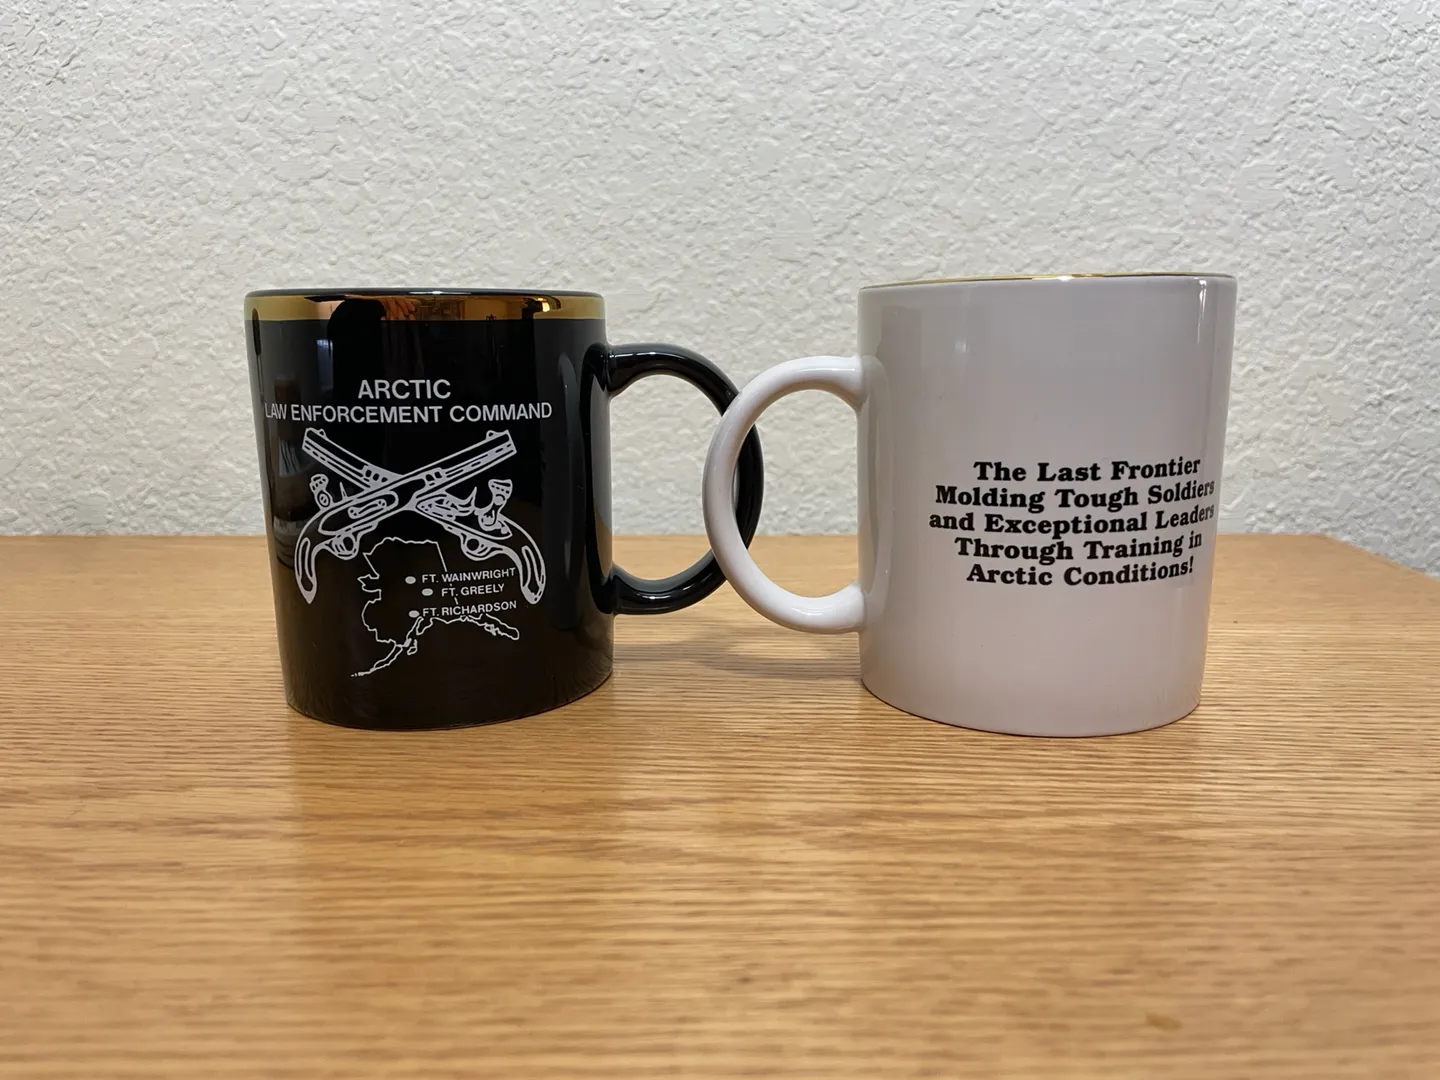 ARCTIC
LAW ENFORCEMENT COMMAND
FT. WAINWRIGHT
FT. GREELY
FT. RICHARDSON
The Last Frontier
Molding Tough Soldiers
and Exceptional Leaders
Through Training in
Arctic Conditions!